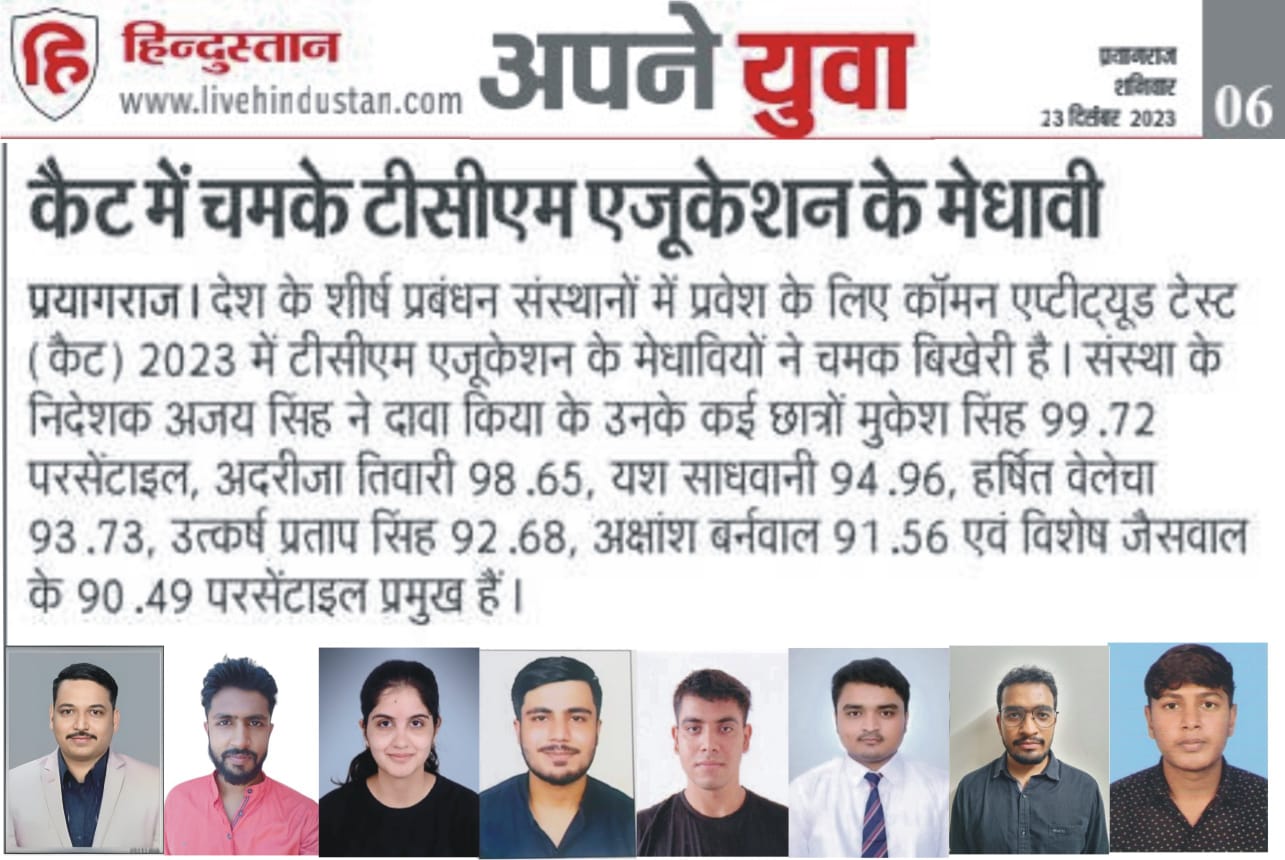 हि
हिन्दुस्तान
www.livehindustan.com
अपने युवा
प्रयागराज
शनिवार
23 दिसंबर 2023
06
कैट में चमके टीसीएम एजूकेशन के मेधावी
प्रयागराज। देश के शीर्ष प्रबंधन संस्थानों में प्रवेश के लिए कॉमन एप्टीट्यूड टेस्ट
(कैट) 2023 में टीसीएम एजूकेशन के मेधावियों ने चमक बिखेरी है। संस्था के
निदेशक अजय सिंह ने दावा किया के उनके कई छात्रों मुकेश सिंह 99.72
परसेंटाइल, अदरीजा तिवारी 98.65, यश साधवानी 94.96, हर्षित वेलेचा
93.73, उत्कर्ष प्रताप सिंह 92.68, अक्षांश बर्नवाल 91.56 एवं विशेष जैसवाल
के 90.49 परसेंटाइल प्रमुख हैं।